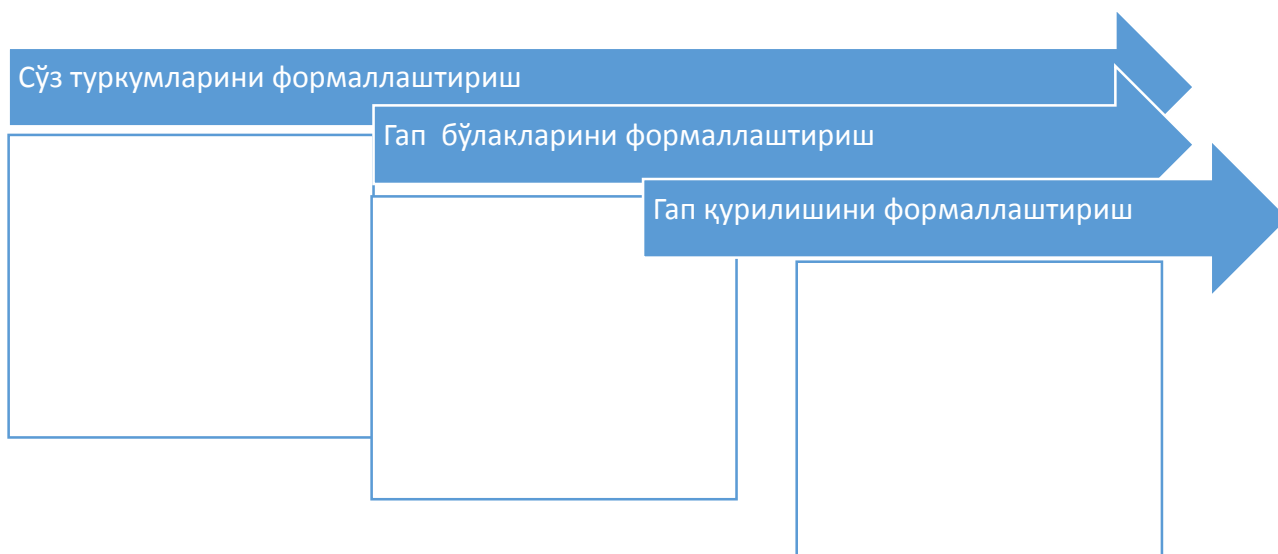 Сўз туркумларини формаллаштириш
Гап бўлакларини формаллаштириш
Гап қурилишини формаллаштириш